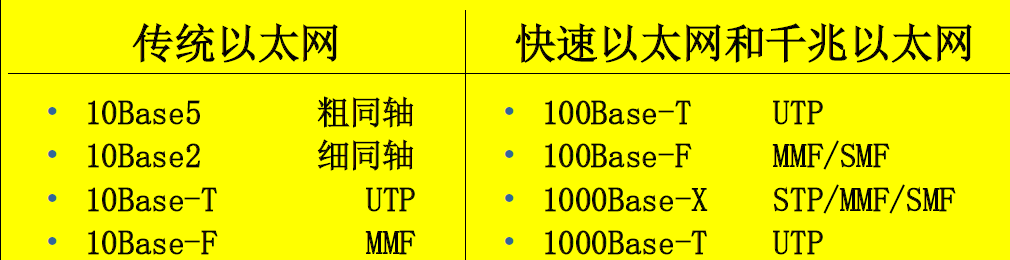 传统以太网
10Base5 粗同轴
10Base2 细同轴
10Base-T UTP
10Base-F MMF
快速以太网和千兆以太网
100Base-T UTP
100Base-F MMF/SMF
1000Base-X STP/MMF/SMF
1000Base-T UTP